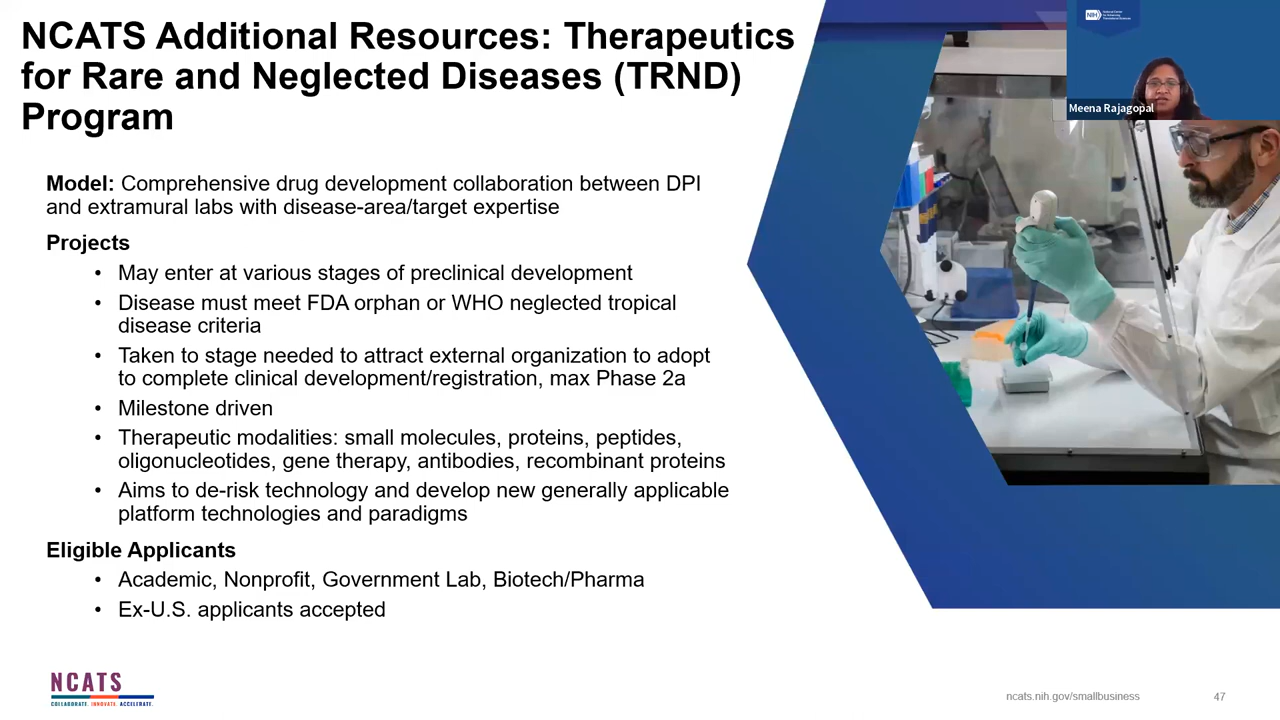 NCATS Additional Resources: Therapeutics
for Rare and Neglected Diseases (TRND)
Program
NIH
Meena Rajagopal
Model: Comprehensive drug development collaboration between DPI
and extramural labs with disease-area/target expertise
Projects
• May enter at various stages of preclinical development
• Disease must meet FDA orphan or WHO neglected tropical
disease criteria
• Taken to stage needed to attract external organization to adopt
to complete clinical development/registration, max Phase 2a
• Milestone driven
• Therapeutic modalities: small molecules, proteins, peptides,
oligonucleotides, gene therapy, antibodies, recombinant proteins
• Aims to de-risk technology and develop new generally applicable
platform technologies and paradigms
Eligible Applicants
• Academic, Nonprofit, Government Lab, Biotech/Pharma
• Ex-U.S. applicants accepted
NCATS
COLLABORATE. INNOVATE. ACCELERATE.
ncats.nih.gov/smallbusiness
47